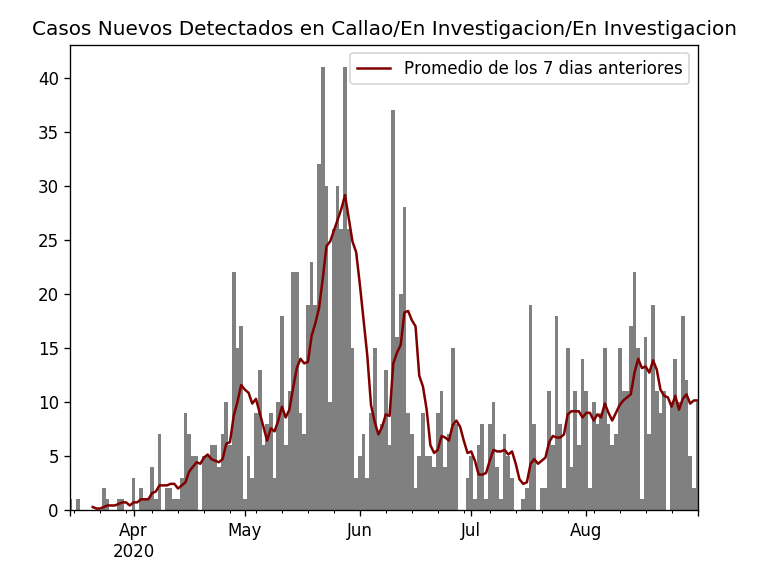 Casos Nuevos Detectados en Callao/En Investigacion/En Investigacion
Promedio de los 7 dias anteriores
40
35
30
25
20
15
10
5
0
Apr
2020
May
Jun
Jul
Aug